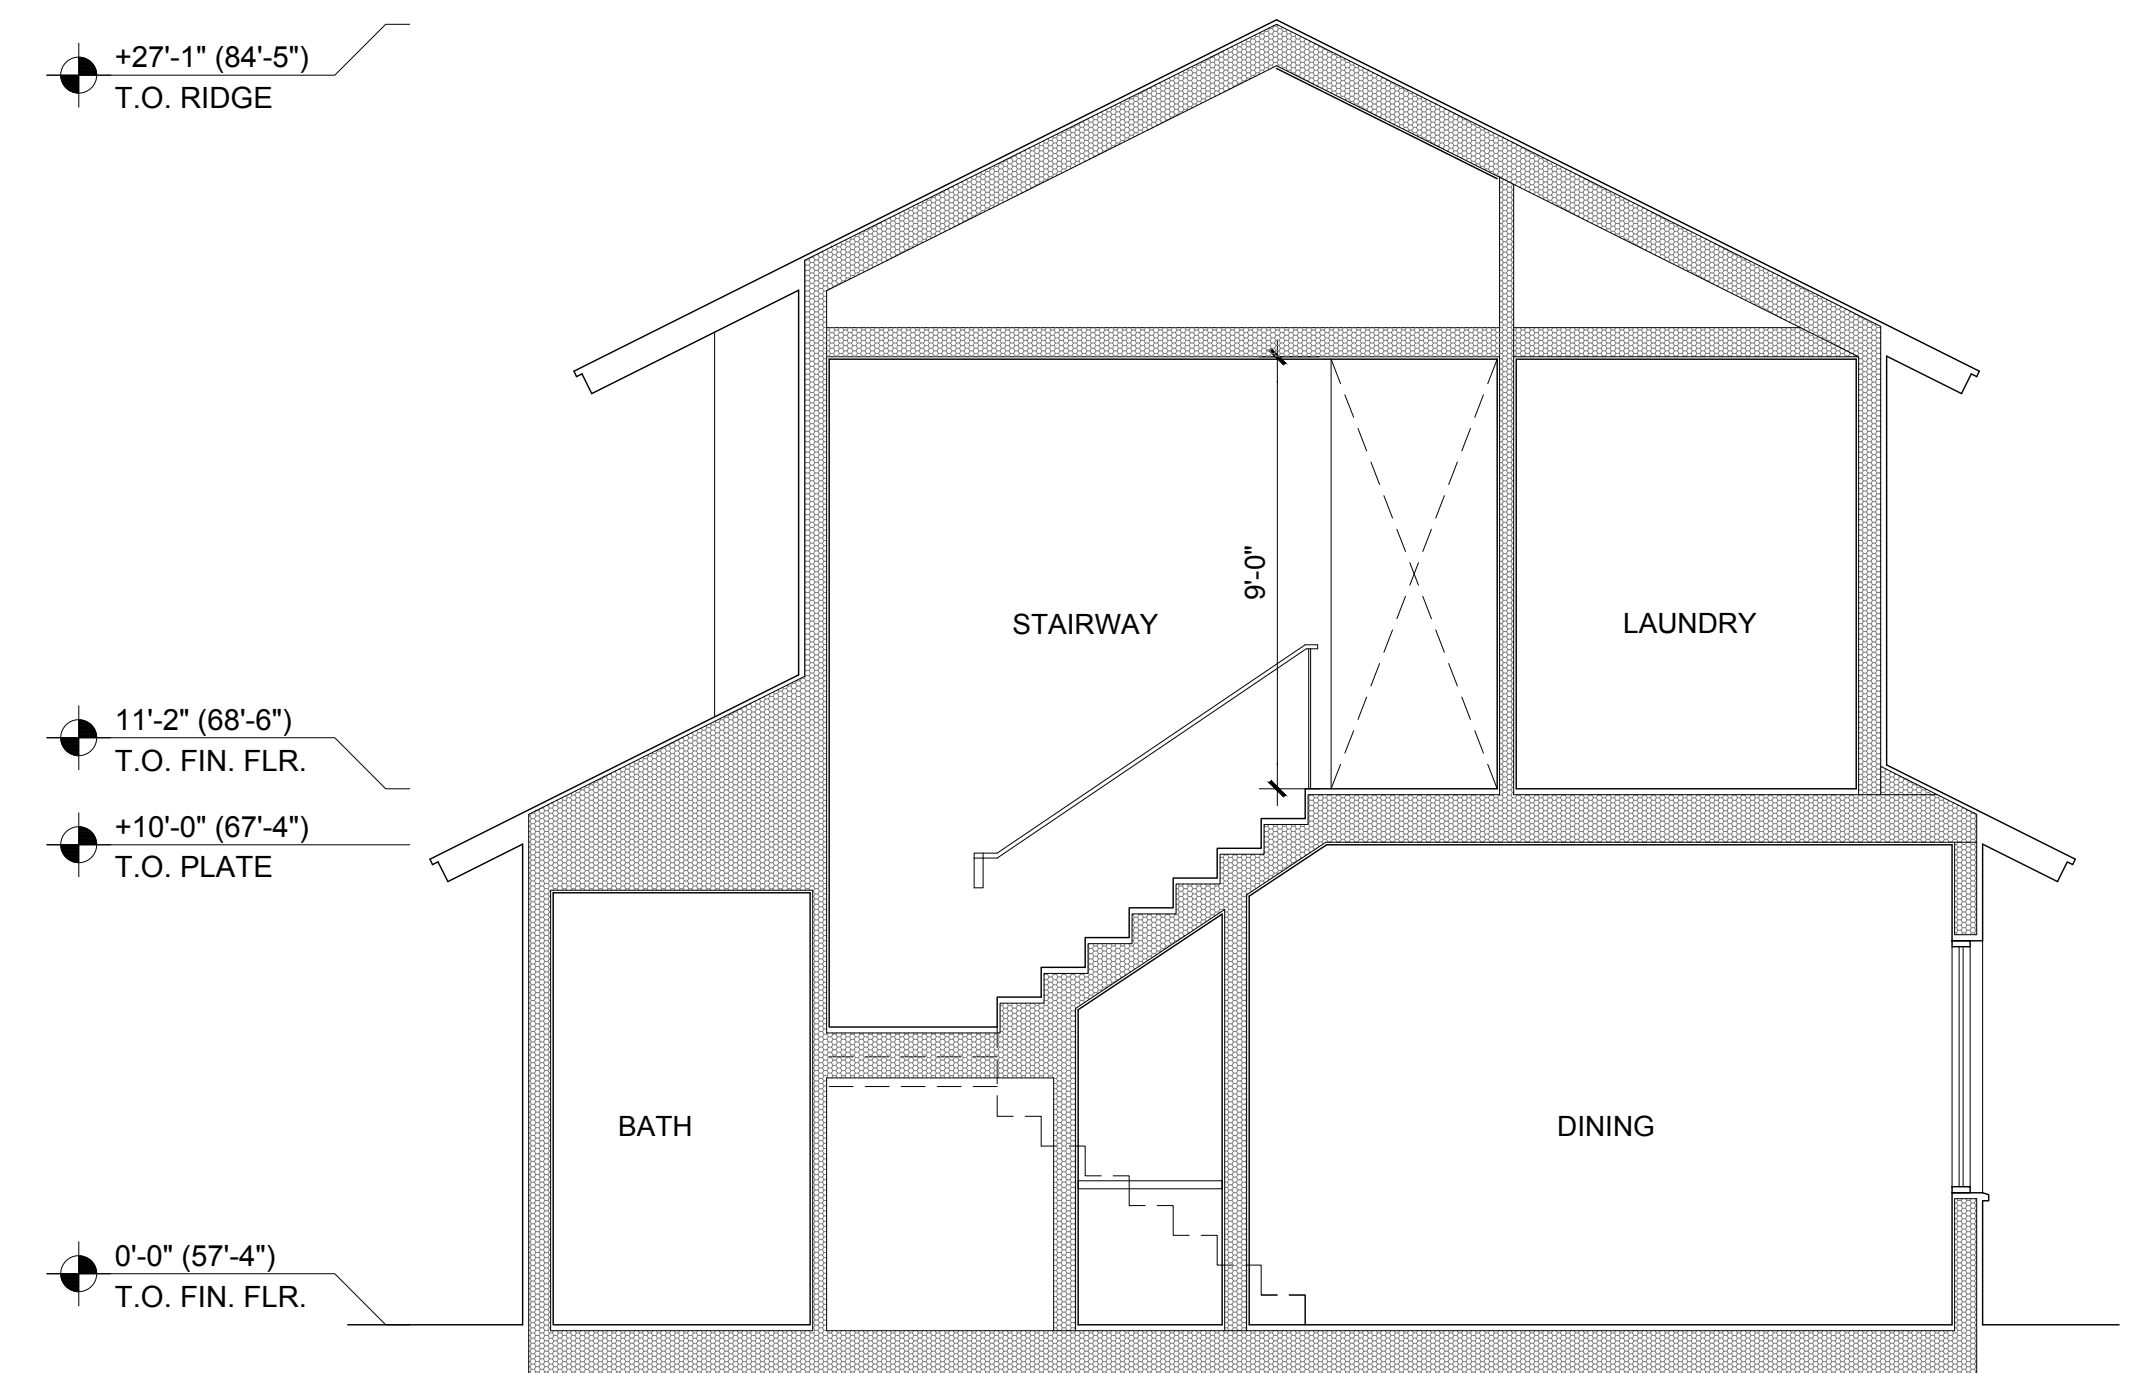 +27'-1" (84'-5")
T.O. RIDGE
9'-0"
STAIRWAY
LAUNDRY
11'-2" (68'-6")
T.O. FIN. FLR.
+10'-0" (67'-4")
T.O. PLATE
BATH
DINING
0'-0" (57'-4")
T.O. FIN. FLR.